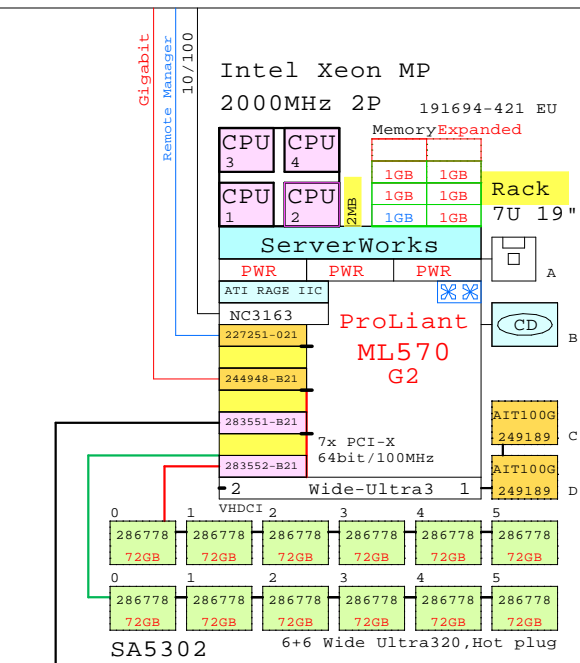 Gigabit
Remote Manager
10/100
Intel Xeon MP
2000MHz 2P
191694-421 EU
MemoryExpanded
CPU
3
CPU
4
1GB 1GB
1GB 1GB
1GB 1GB
CPU
1
CPU
2
2MB
Rack
7U 19"
ServerWorks
PWR PWR PWR
A
ATI RAGE IIC
NC3163
ProLiant
ML570
G2
CD
B
227251-021
244948-B21
283551-B21
283552-B21
7x PCI-X
64bit/100MHz
AIT100G
249189
C
AIT100G
249189
D
2 Wide-Ultra3 1
VHDCI
0 1 2 3 4 5
286778 286778 286778 286778 286778 286778
72GB 72GB 72GB 72GB 72GB 72GB
0 1 2 3 4 5
286778 286778 286778 286778 286778 286778
72GB 72GB 72GB 72GB 72GB 72GB
SA5302
6+6 Wide Ultra320,Hot plug